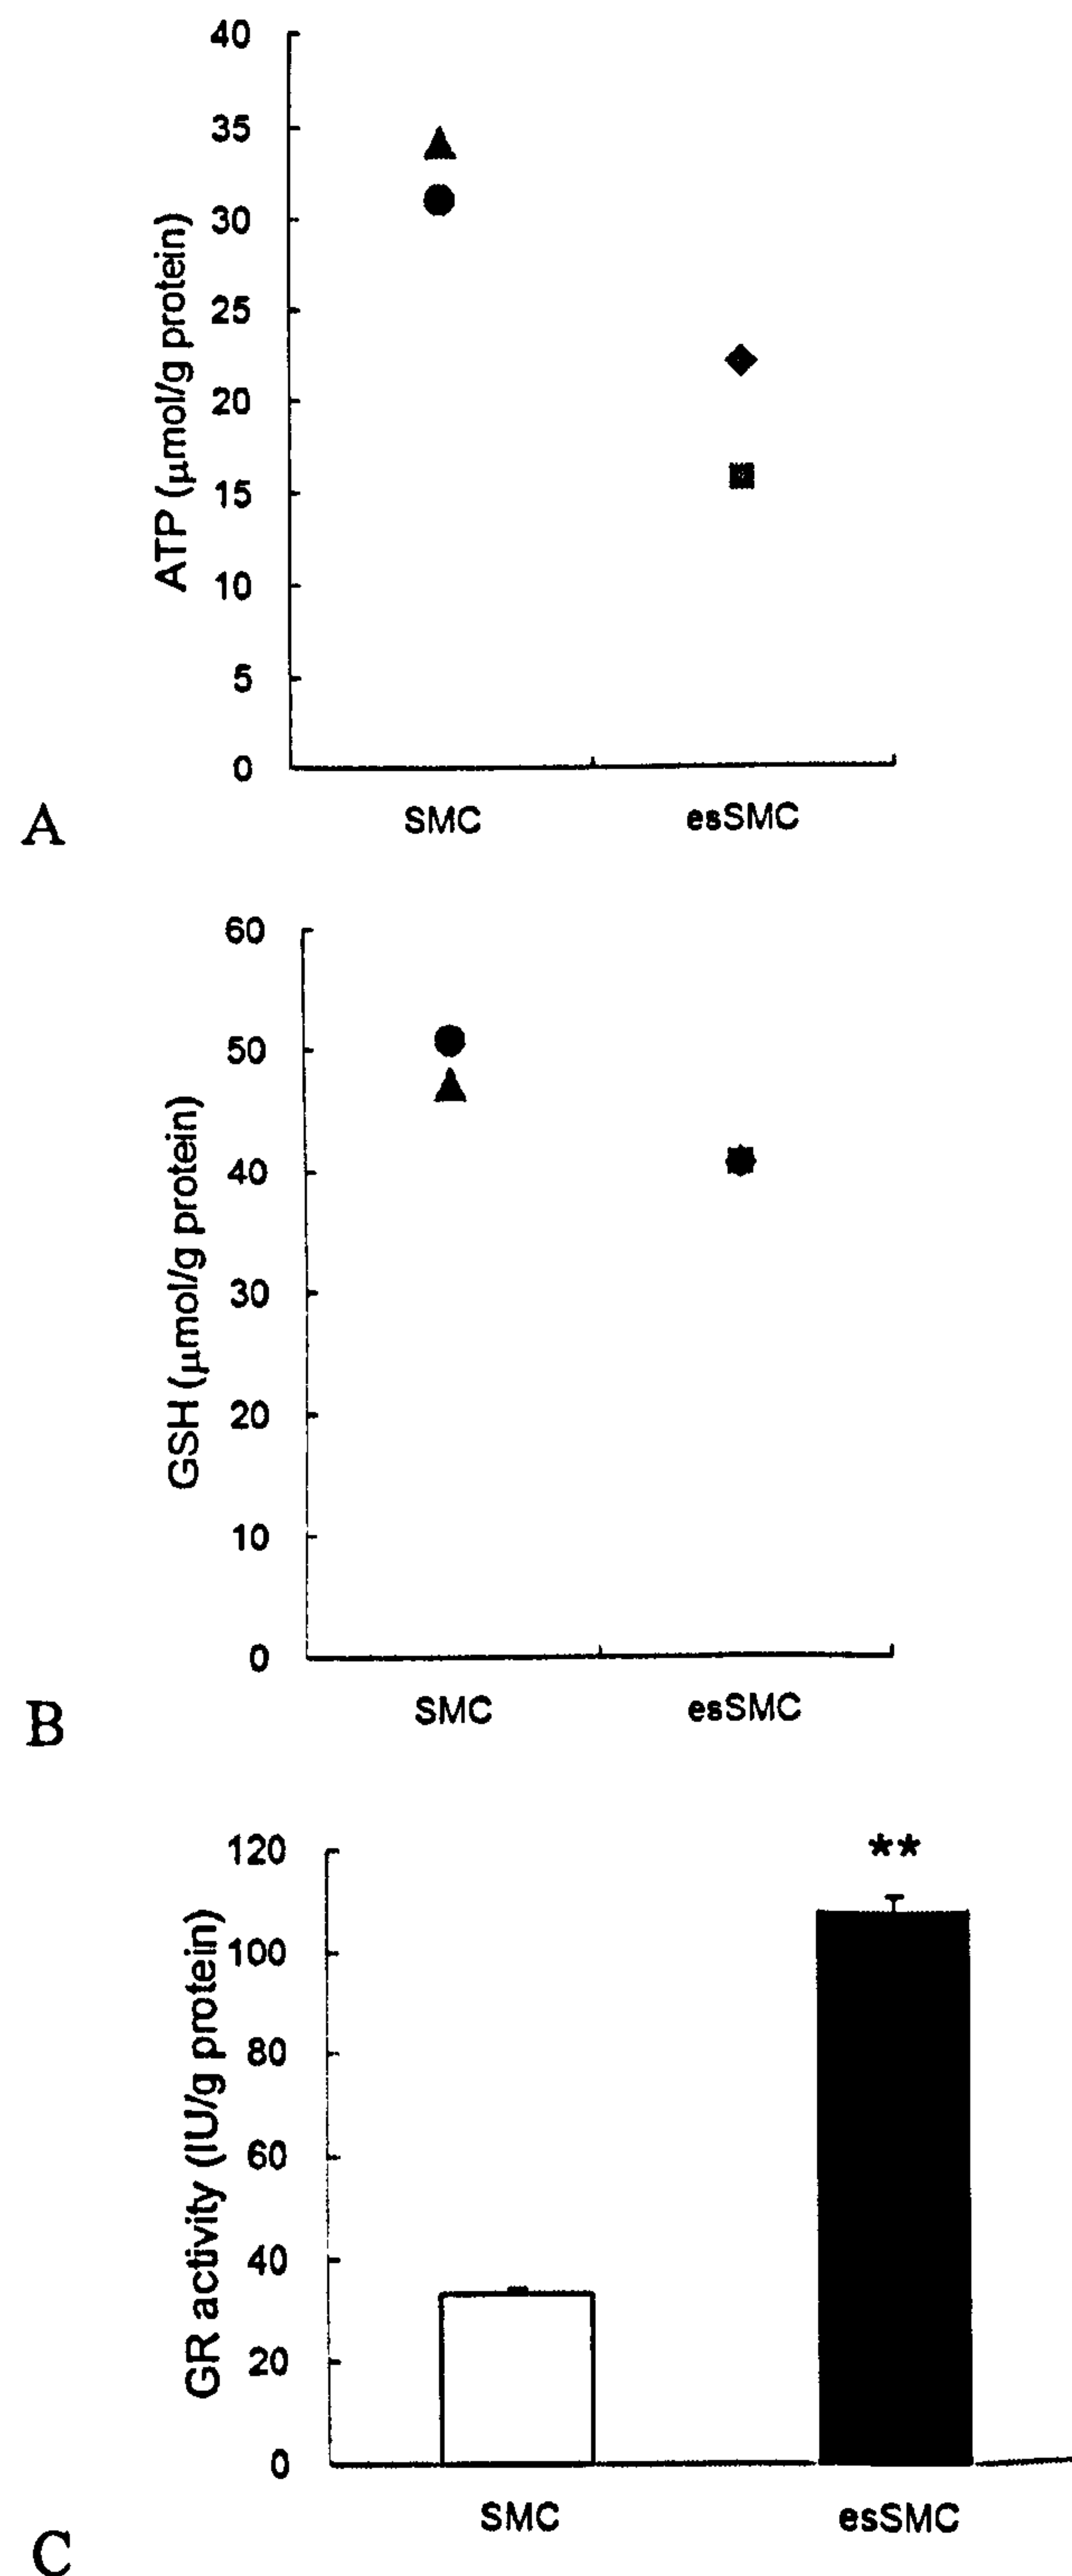 40
35
30
25
20
15
10
5
0
ATP (μmol/g protein)
SMC esSMC
A
60
50
40
30
20
10
0
GSH (μmol/g protein)
SMC esSMC
B
120
100
80
60
40
20
0
GR activity (IU/g protein)
**
SMC esSMC
C